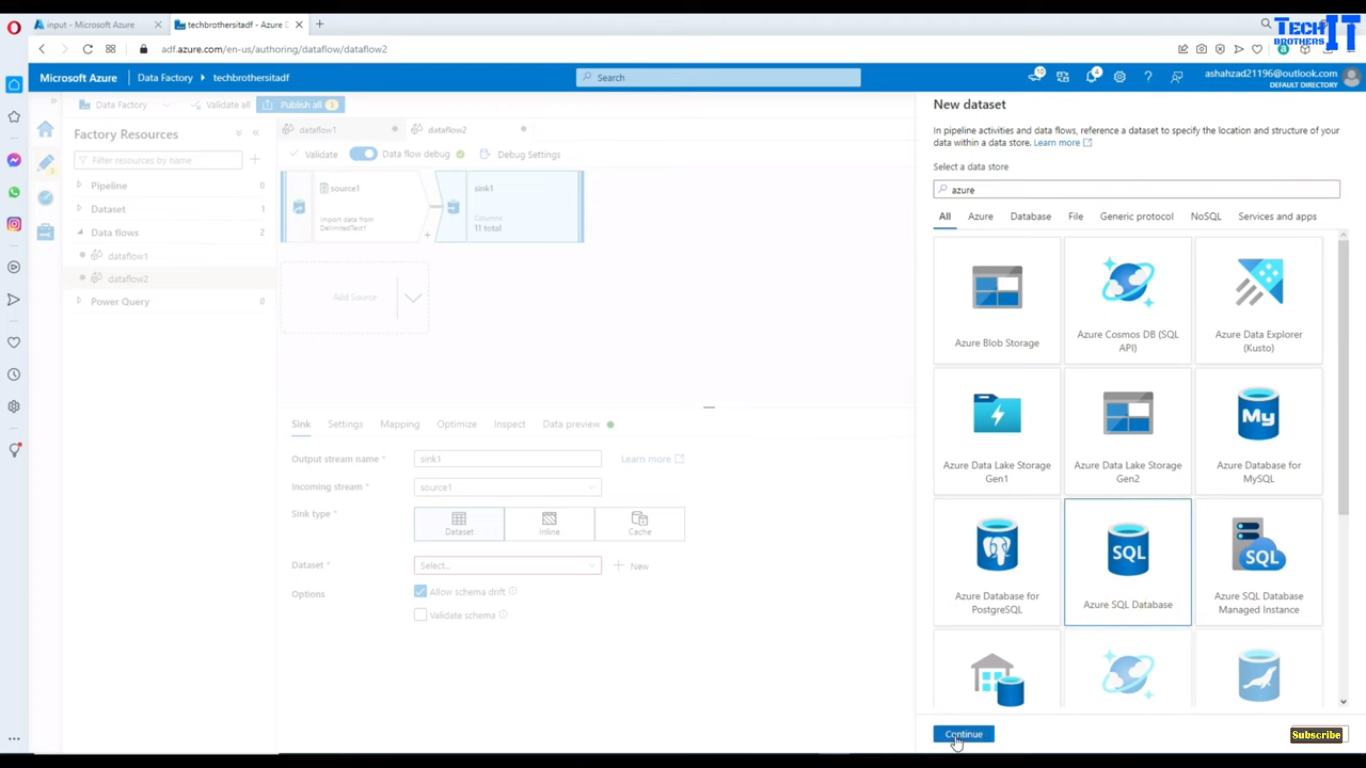 input - Microsoft Azure
techbrothersitadf - Azure D
TECH IT
BROTHERS
adf.azure.com/en-us/authoring/dataflow/dataflow2
Microsoft Azure
Data Factory
techbrothersitadf
Search
10
4
ashahzad21196@outlook.com
DEFAULT DIRECTORY
Data Factory
Validate all
Publish all
3
Factory Resources
Filter resources by name
Pipeline
0
Dataset
1
Data flows
2
dataflow1
dataflow2
Power Query
0
dataflow1
dataflow2
Validate
Data flow debug
Debug Settings
source1
Import data from
DelimitedText1
sink1
Columns
11 total
Add Source
Sink
Settings
Mapping
Optimize
Inspect
Data preview
Output stream name *
sink1
Learn more
Incoming stream *
source1
Sink type *
Dataset
Inline
Cache
Dataset *
Select...
New
Options
Allow schema drift
Validate schema
New dataset
In pipeline activities and data flows, reference a dataset to specify the location and structure of your
data within a data store. Learn more
Select a data store
azure
All
Azure
Database
File
Generic protocol
NoSQL
Services and apps
Azure Blob Storage
Azure Cosmos DB (SQL
API)
Azure Data Explorer
(Kusto)
Azure Data Lake Storage
Gen1
Azure Data Lake Storage
Gen2
My
Azure Database for
MySQL
Azure Database for
PostgreSQL
SQL
Azure SQL Database
SQL
Azure SQL Database
Managed Instance
Continue
Subscribe